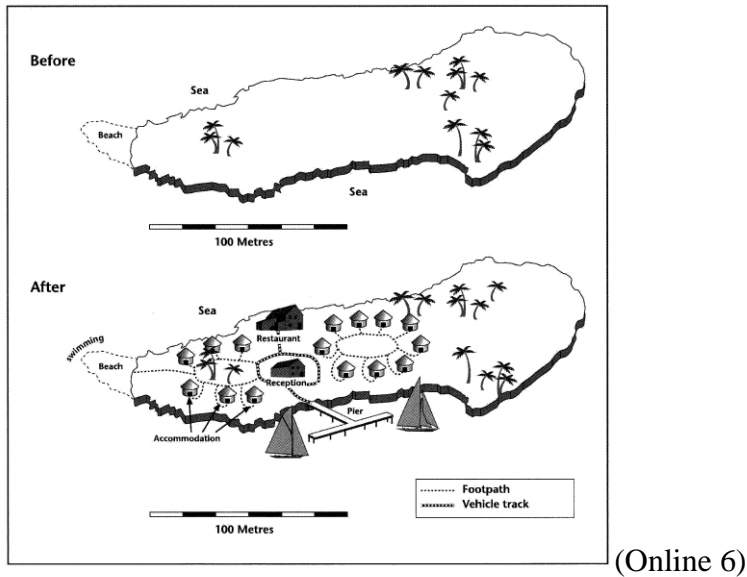 Before
Sea
Beach
Sea
100 Metres
After
Sea
swimming
Restaurant
Beach
Reception
Pier
Accommodation
Footpath
Vehicle track
100 Metres
(Online 6)